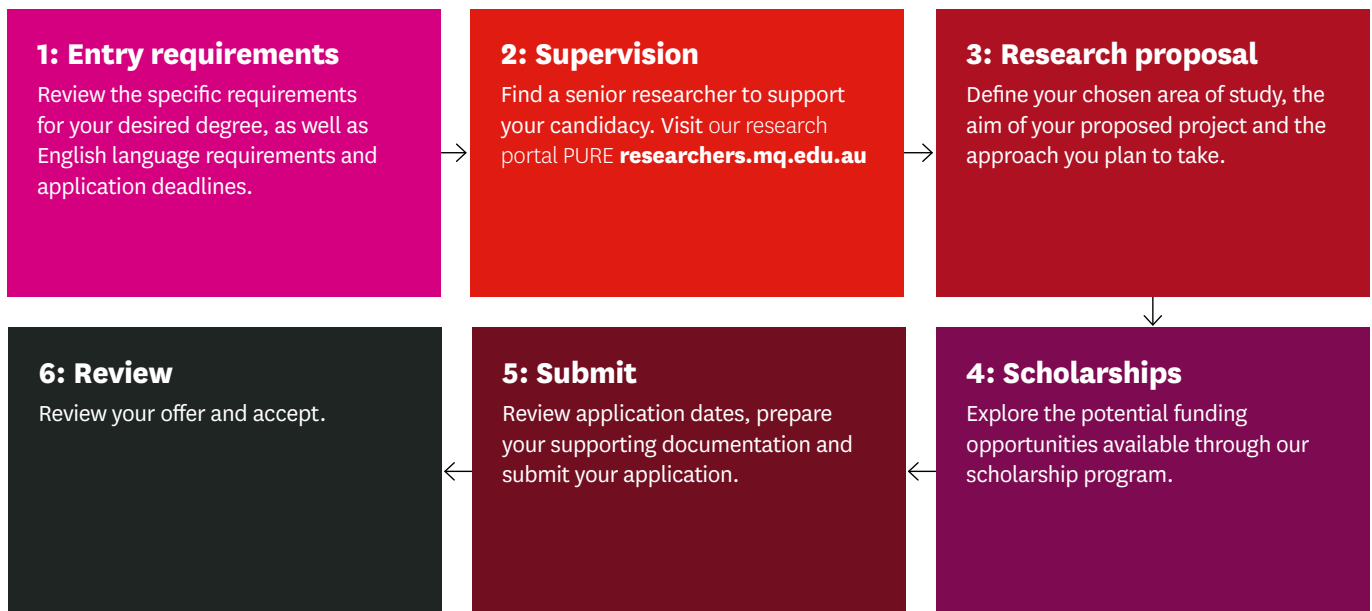 1: Entry requirements
Review the specific requirements
for your desired degree, as well as
English language requirements and
application deadlines.
2: Supervision
Find a senior researcher to support
your candidacy. Visit our research
portal PURE researchers.mq.edu.au
3: Research proposal
Define your chosen area of study, the
aim of your proposed project and the
approach you plan to take.
4: Scholarships
Explore the potential funding
opportunities available through our
scholarship program.
5: Submit
Review application dates, prepare
your supporting documentation and
submit your application.
6: Review
Review your offer and accept.